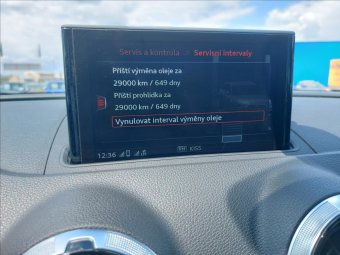 Servis a kontrola Servisní intervaly
Příští výměna oleje za
29000 km / 649 dny
Příští prohlídka za
29000 km / 649 dny
Vynulovat interval výměny oleje
12:36 KISS